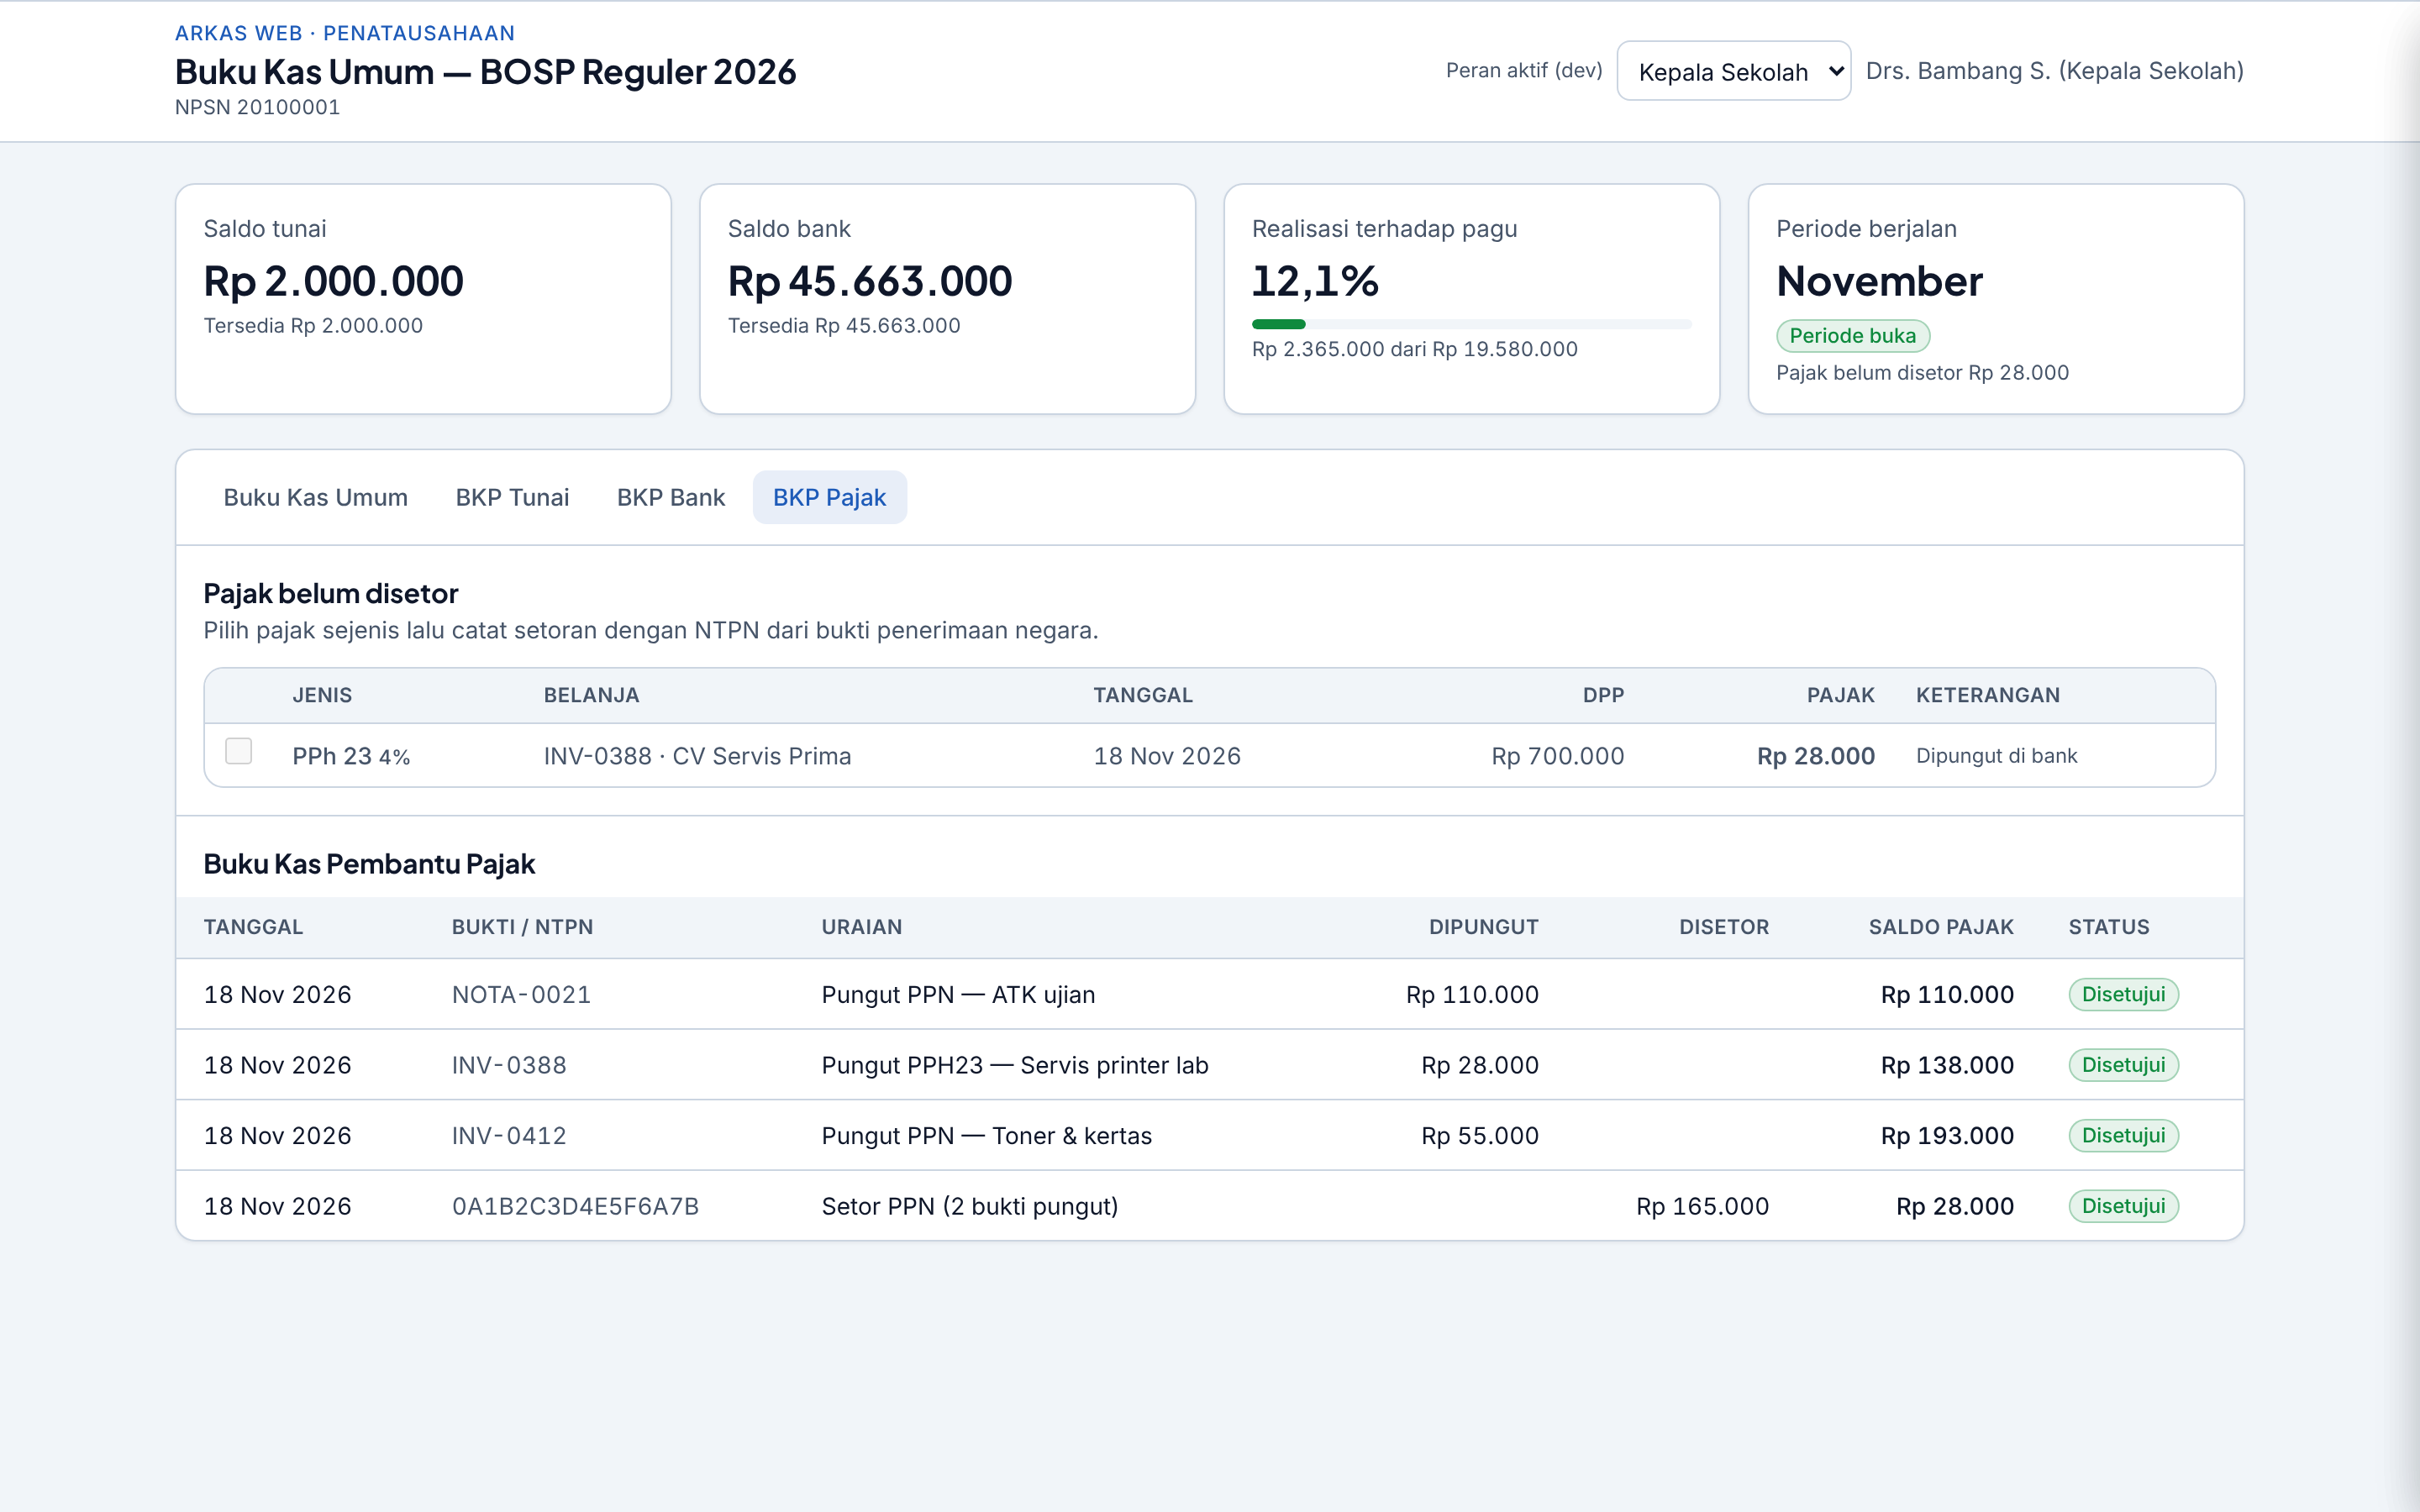 ARKAS WEB · PENATAUSAHAAN
Buku Kas Umum — BOSP Reguler 2026
NPSN 20100001
Peran aktif (dev)
Kepala Sekolah
Drs. Bambang S. (Kepala Sekolah)
Saldo tunai
Rp 2.000.000
Tersedia Rp 2.000.000
Saldo bank
Rp 45.663.000
Tersedia Rp 45.663.000
Realisasi terhadap pagu
12,1%
Rp 2.365.000 dari Rp 19.580.000
Periode berjalan
November
Periode buka
Pajak belum disetor Rp 28.000
Buku Kas Umum BKP Tunai BKP Bank BKP Pajak
Pajak belum disetor
Pilih pajak sejenis lalu catat setoran dengan NTPN dari bukti penerimaan negara.
JENIS BELANJA TANGGAL DPP PAJAK KETERANGAN
PPh 23 4% INV-0388 · CV Servis Prima 18 Nov 2026 Rp 700.000 Rp 28.000 Dipungut di bank
Buku Kas Pembantu Pajak
TANGGAL BUKTI / NTPN URAIAN DIPUNGUT DISETOR SALDO PAJAK STATUS
18 Nov 2026 NOTA-0021 Pungut PPN — ATK ujian Rp 110.000 Rp 110.000 Disetujui
18 Nov 2026 INV-0388 Pungut PPH23 — Servis printer lab Rp 28.000 Rp 138.000 Disetujui
18 Nov 2026 INV-0412 Pungut PPN — Toner & kertas Rp 55.000 Rp 193.000 Disetujui
18 Nov 2026 0A1B2C3D4E5F6A7B Setor PPN (2 bukti pungut) Rp 165.000 Rp 28.000 Disetujui